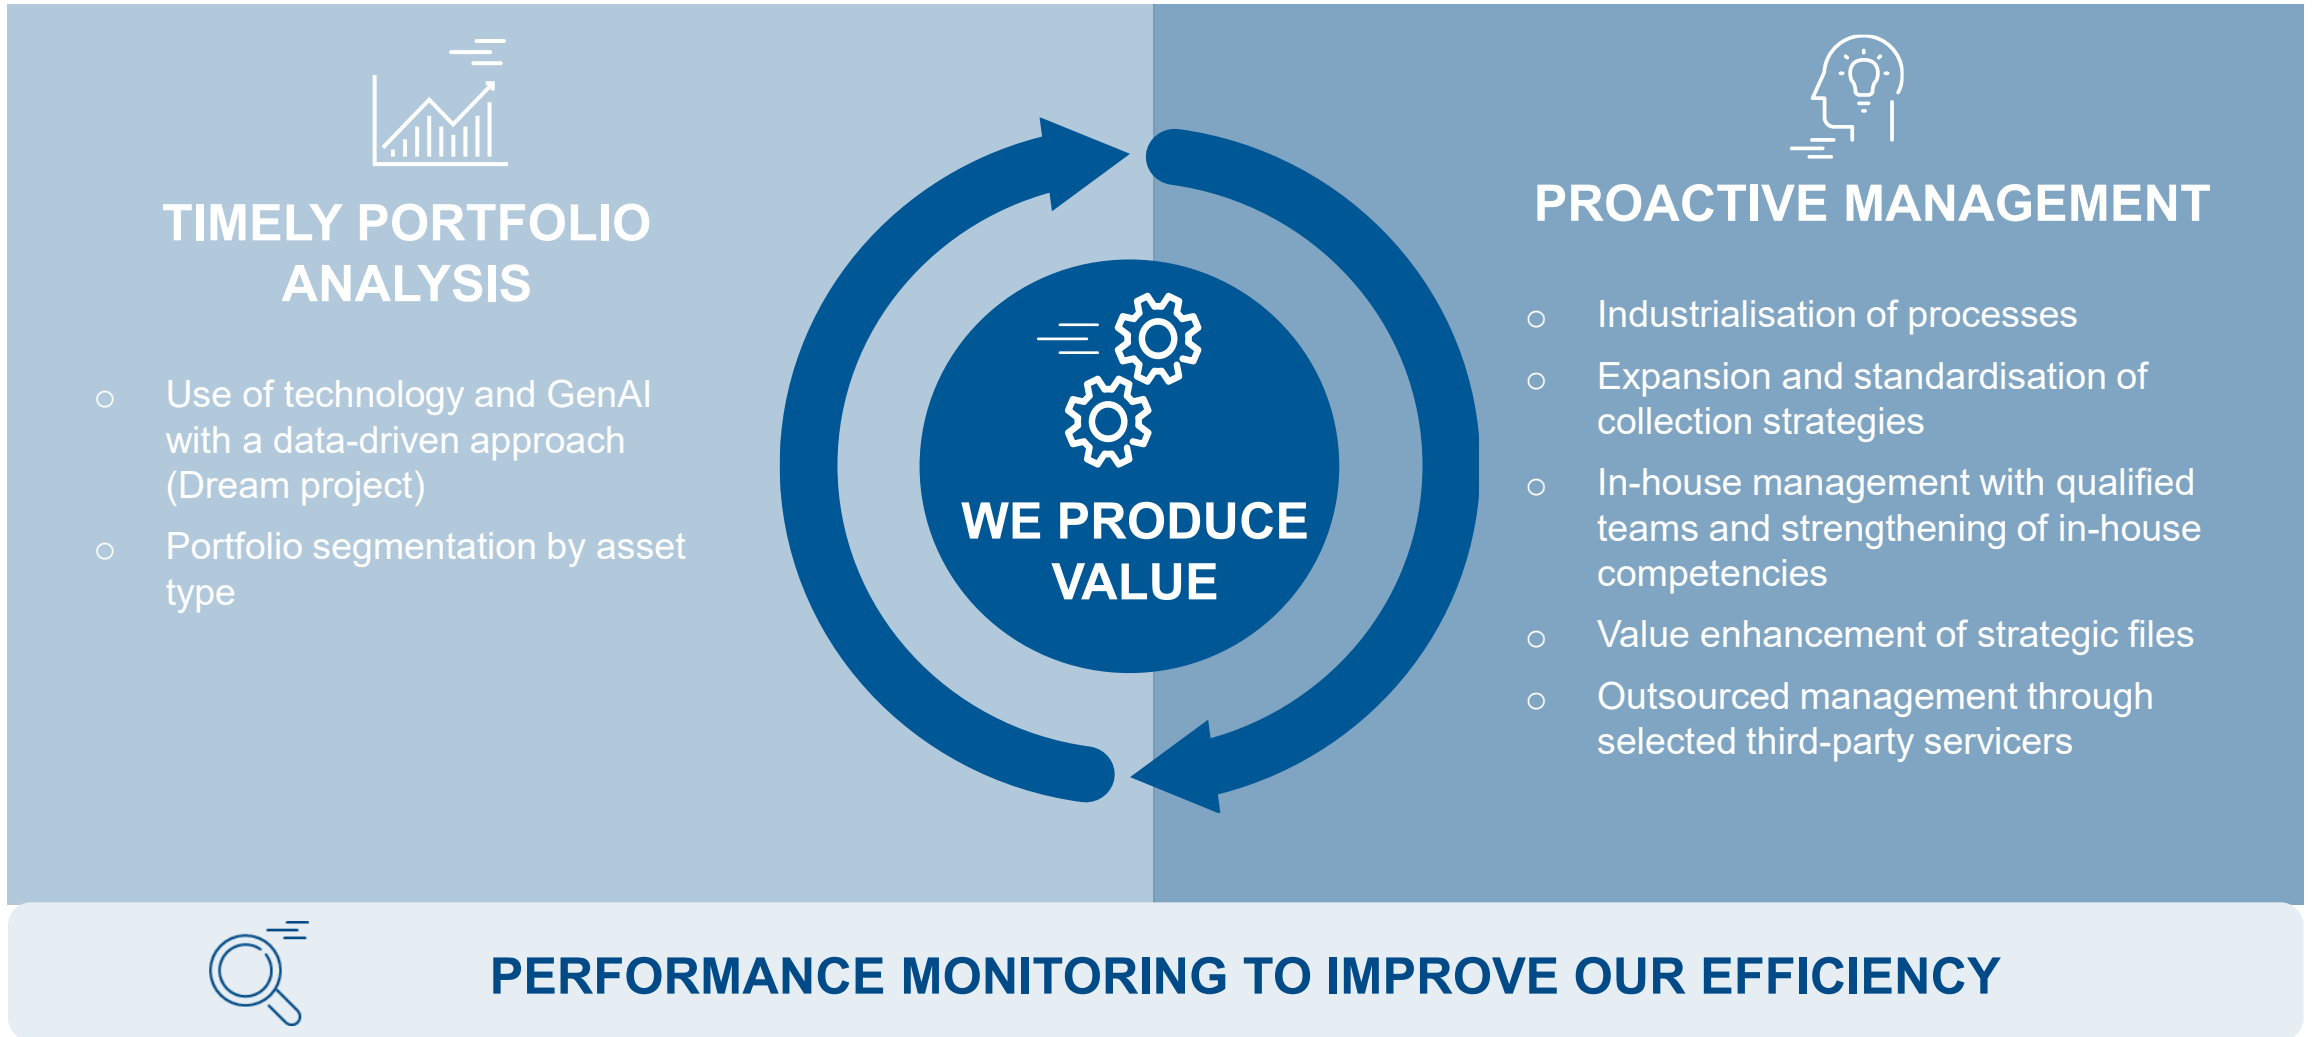 TIMELY PORTFOLIO
ANALYSIS
o Use of technology and GenAI
with a data-driven approach
(Dream project)
o Portfolio segmentation by asset
type
WE PRODUCE
VALUE
PROACTIVE MANAGEMENT
o Industrialisation of processes
o Expansion and standardisation of
collection strategies
o In-house management with qualified
teams and strengthening of in-house
competencies
o Value enhancement of strategic files
o Outsourced management through
selected third-party servicers
PERFORMANCE MONITORING TO IMPROVE OUR EFFICIENCY